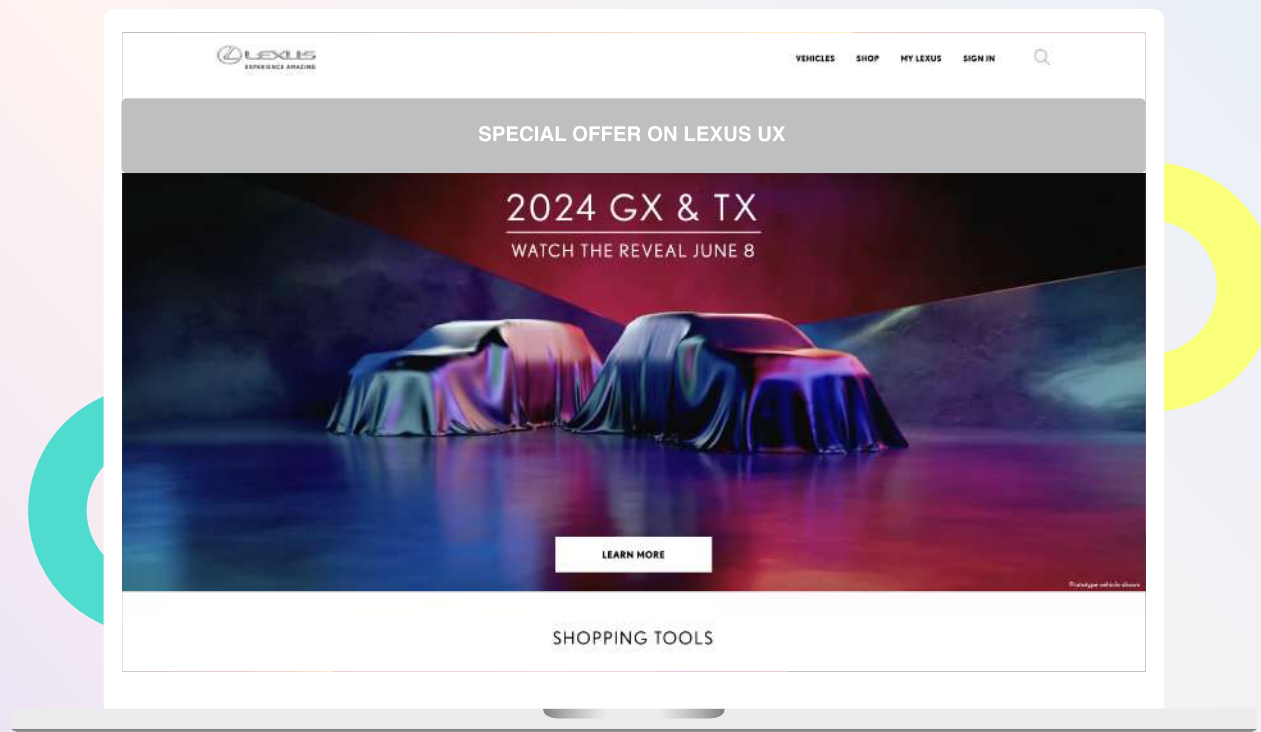 LEXUS
EXPERIENCE AMAZING
VEHICLES SHOP MY LEXUS SIGN IN
SPECIAL OFFER ON LEXUS UX
2024 GX & TX
WATCH THE REVEAL JUNE 8
LEARN MORE
Prototype vehicle shown
SHOPPING TOOLS